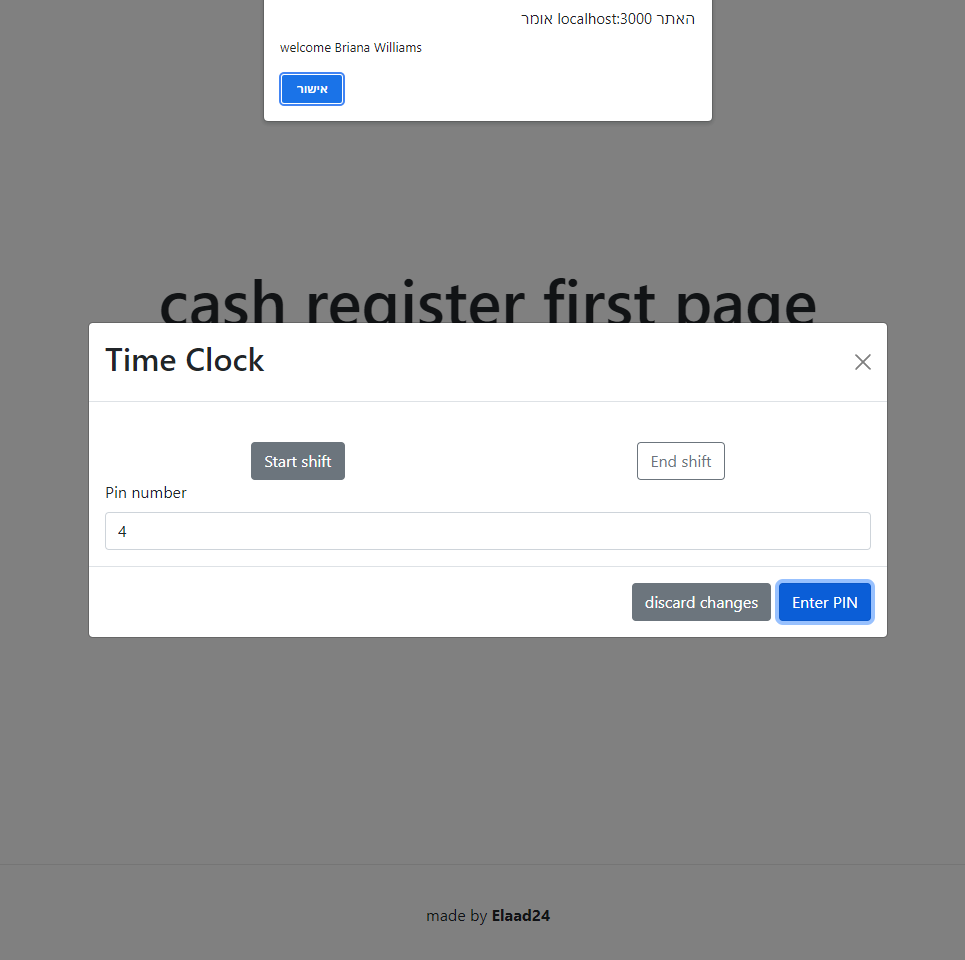 האתר localhost:3000 אומר
welcome Briana Williams
אישור
cash register first page
Time Clock
Start shift
End shift
Pin number
4
discard changes
Enter PIN
made by Elaad24